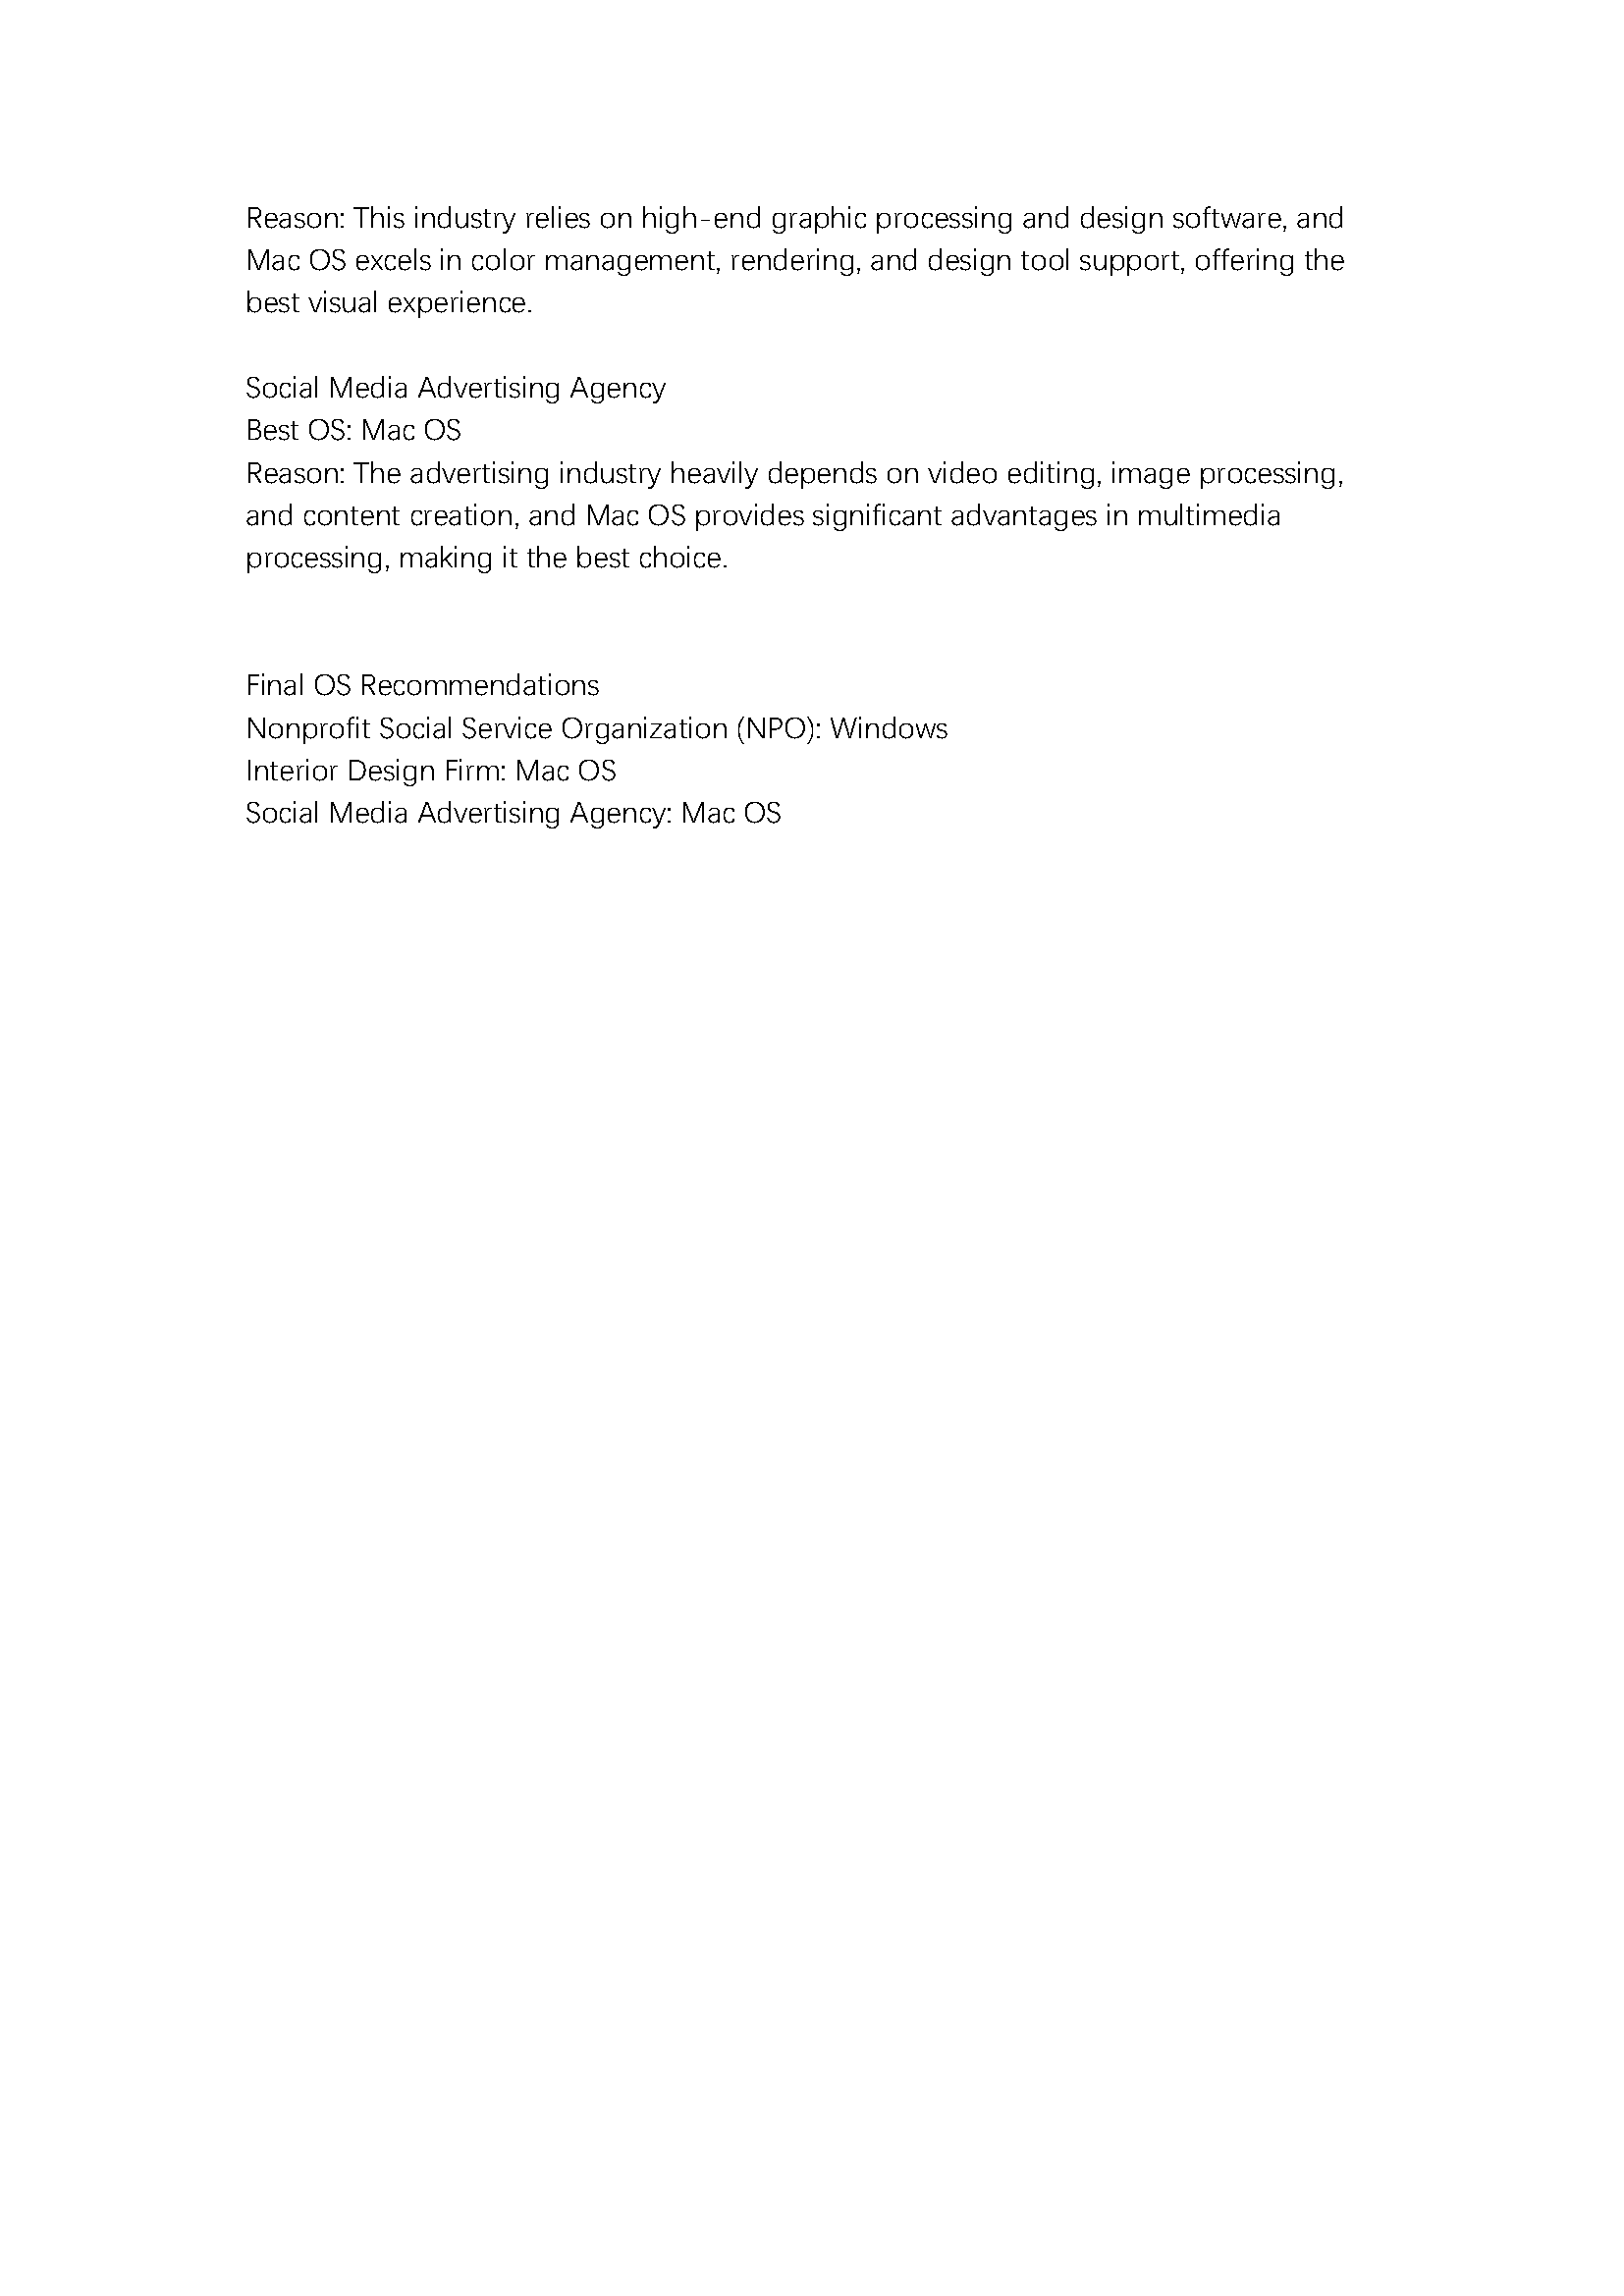 Reason: This industry relies on high-end graphic processing and design software, and
Mac OS excels in color management, rendering, and design tool support, offering the
best visual experience.
Social Media Advertising Agency
Best OS: Mac OS
Reason: The advertising industry heavily depends on video editing, image processing,
and content creation, and Mac OS provides significant advantages in multimedia
processing, making it the best choice.
Final OS Recommendations
Nonprofit Social Service Organization (NPO): Windows
Interior Design Firm: Mac OS
Social Media Advertising Agency: Mac OS